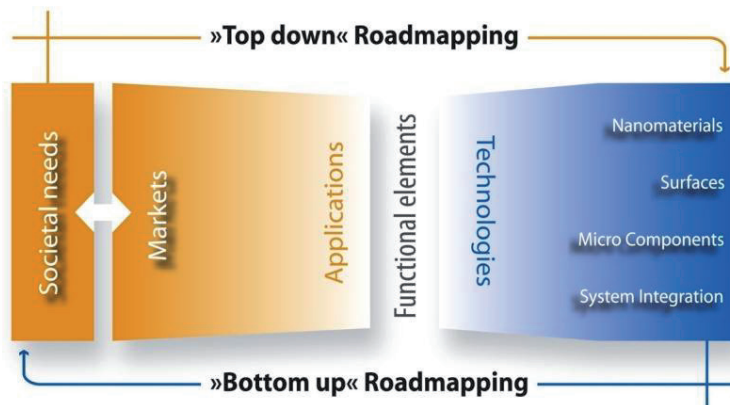 »Top down« Roadmapping
Societal needs
Markets
Applications
Functional elements
Technologies
Nanomaterials
Surfaces
Micro Components
System Integration
»Bottom up« Roadmapping